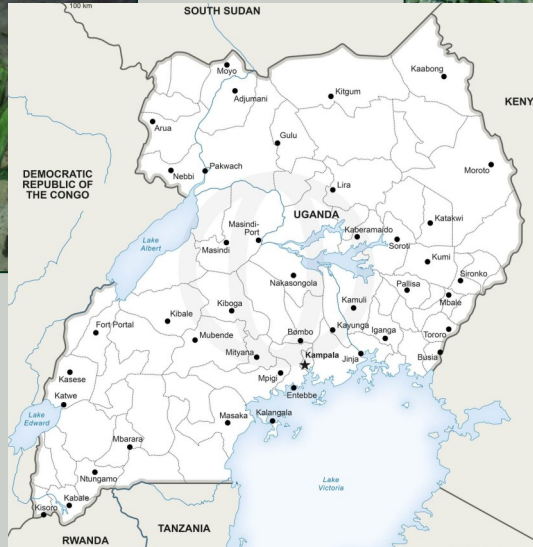 100 km
SOUTH SUDAN
Kaabong
Moyo
Adjumani
Kitgum
KENY
Arua
Gulu
Moroto
Nebbi
Pakwach
DEMOCRATIC
REPUBLIC OF
THE CONGO
Lira
UGANDA
Katakwi
Masindi-
Port
Kaberamaido
Soroti
Lake
Albert
Masindi
Kumi
Sironko
Nakasongola
Pallisa
Mbale
Kamuli
Kiboga
Kibale
Fort Portal
Mubende
Bombo
Kayunga
Iganga
Tororo
Mityana
Kampala
Jinja
Busia
Mpigi
Kasese
Entebbe
Katwe
Lake
Edward
Masaka
Kalangala
Mbarara
Lake
Victoria
Ntungamo
Kabale
Kisoro
TANZANIA
RWANDA